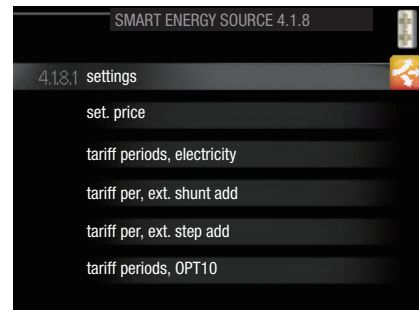 SMART ENERGY SOURCE 4.1.8
4.1.8.1 settings
set. price
tariff periods, electricity
tariff per, ext. shunt add
tariff per, ext. step add
tariff periods, OPT10